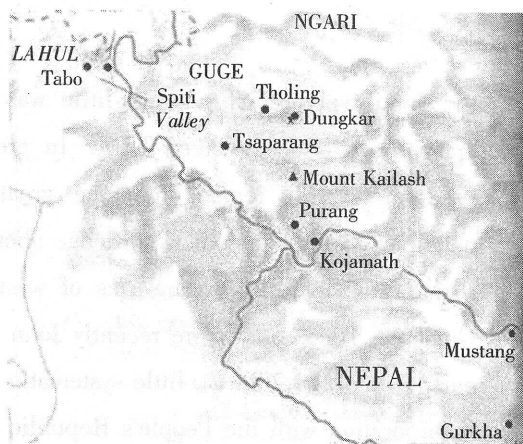 NGARI
LAHUL
Tabo
GUGE
Spiti
Valley
Tholing
Dungkar
Tsaparang
Mount Kailash
Purang
Kojamath
Mustang
NEPAL
Gurkha